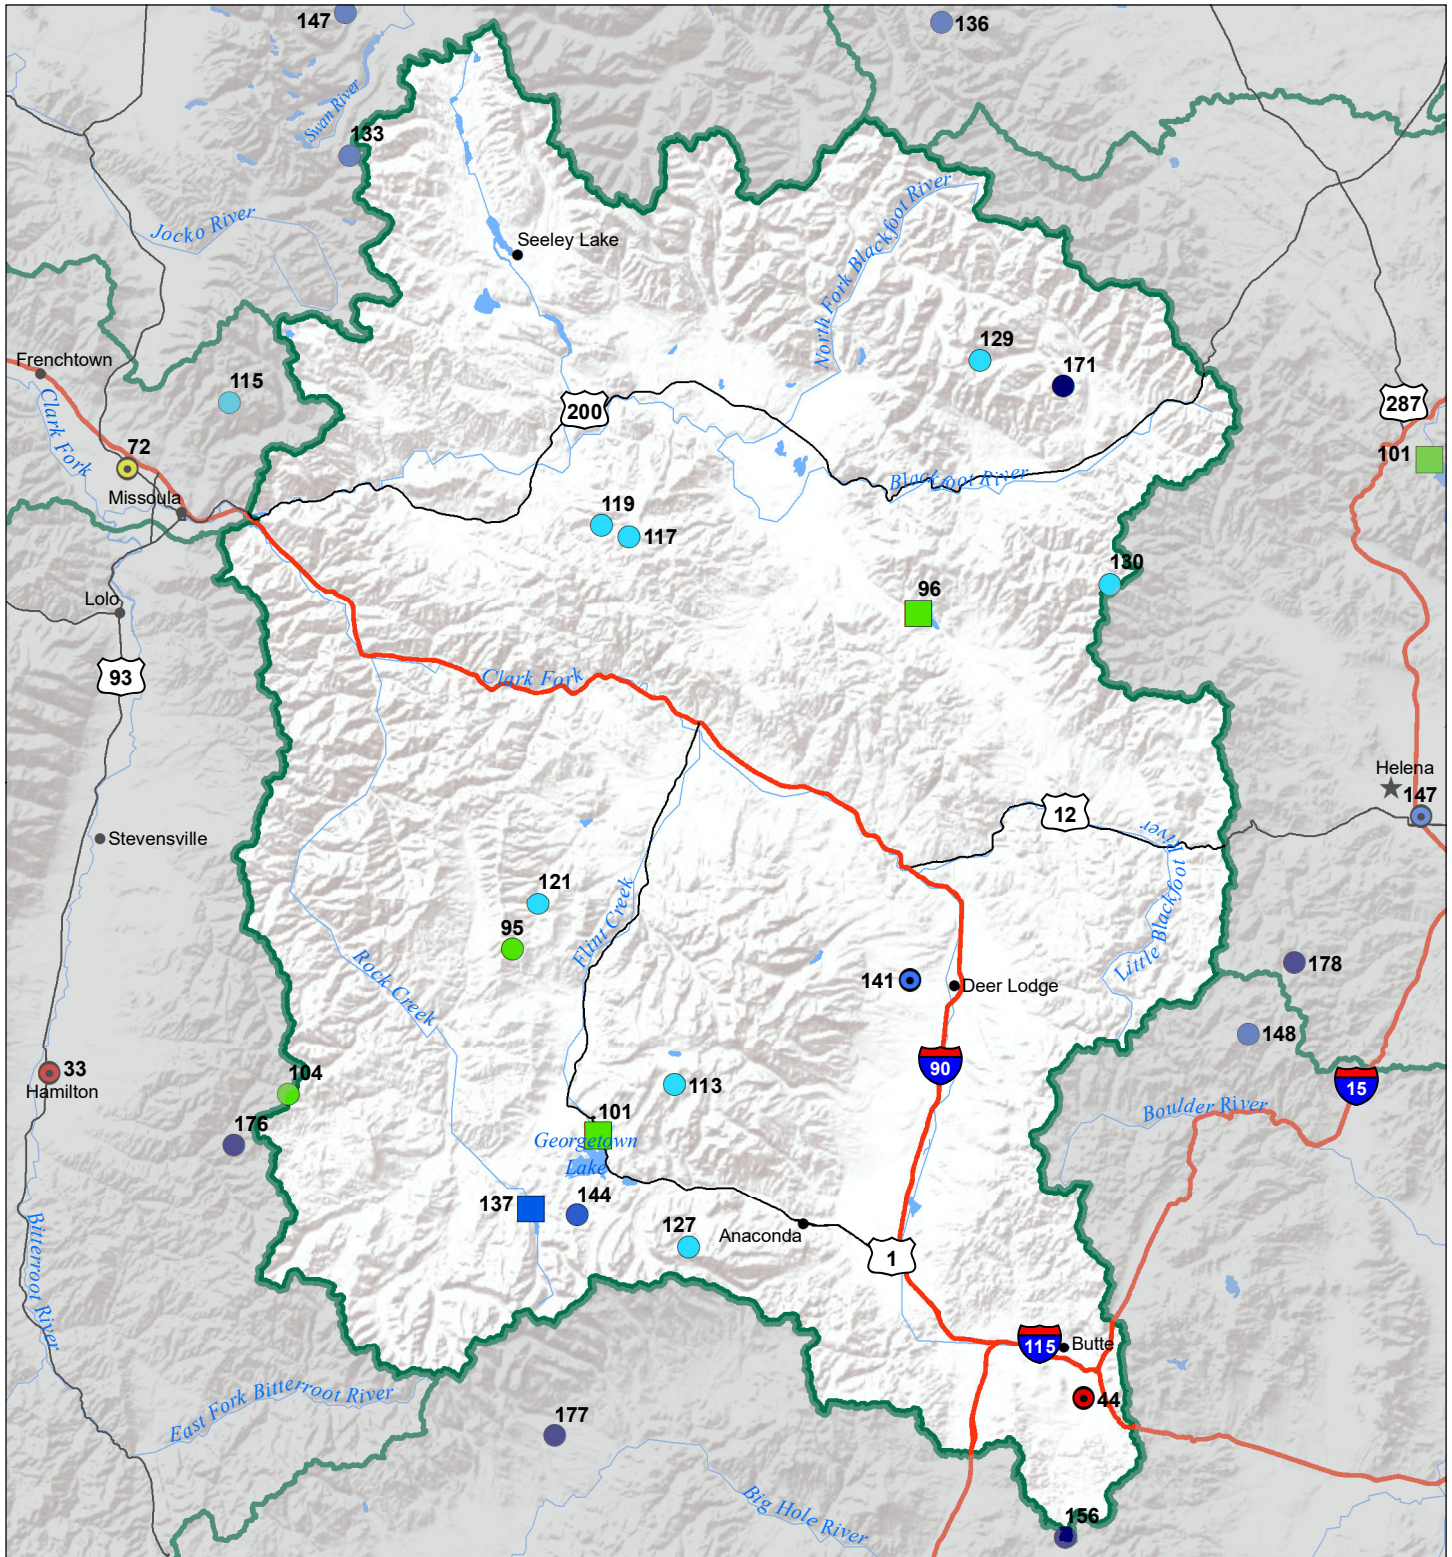 147
136
Swan River
133
Jocko River
North Fork Blackfoot River
Seeley Lake
129
171
Frenchtown
115
200
287
Clark Fork
72
101
Blackfoot River
Missoula
119
117
130
96
Lolo
93
Clark Fork
Helena
147
12
Little Blackfoot River
Stevensville
121
Flint Creek
95
Rock Creek
141
Deer Lodge
178
148
33
Hamilton
104
113
90
15
Boulder River
101
Georgetown
Lake
176
137
144
127
Anaconda
1
Bitterroot River
115
Butte
44
East Fork Bitterroot River
177
Big Hole River
156